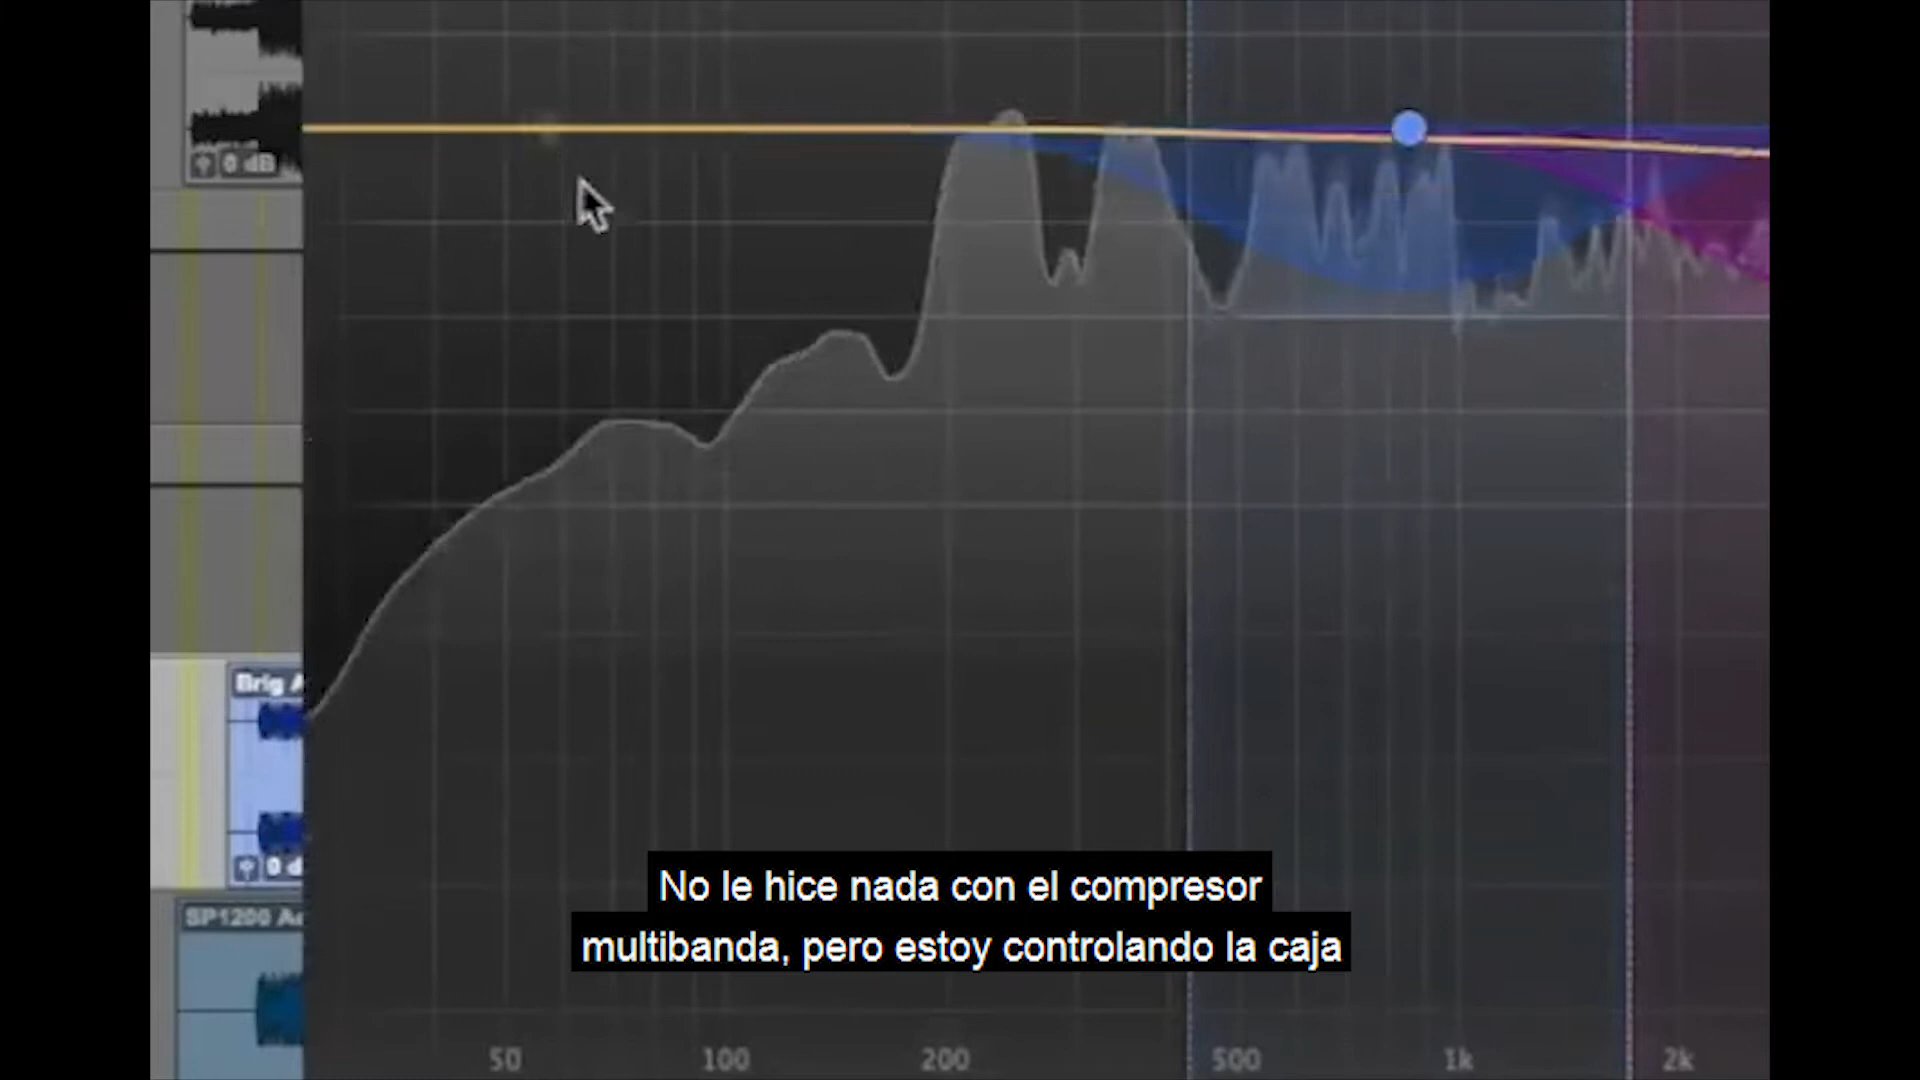 0 dB
Brig A
0 d
SP1200 Ac
No le hice nada con el compresor
multibanda, pero estoy controlando la caja
50 100 200 500 1k 2k